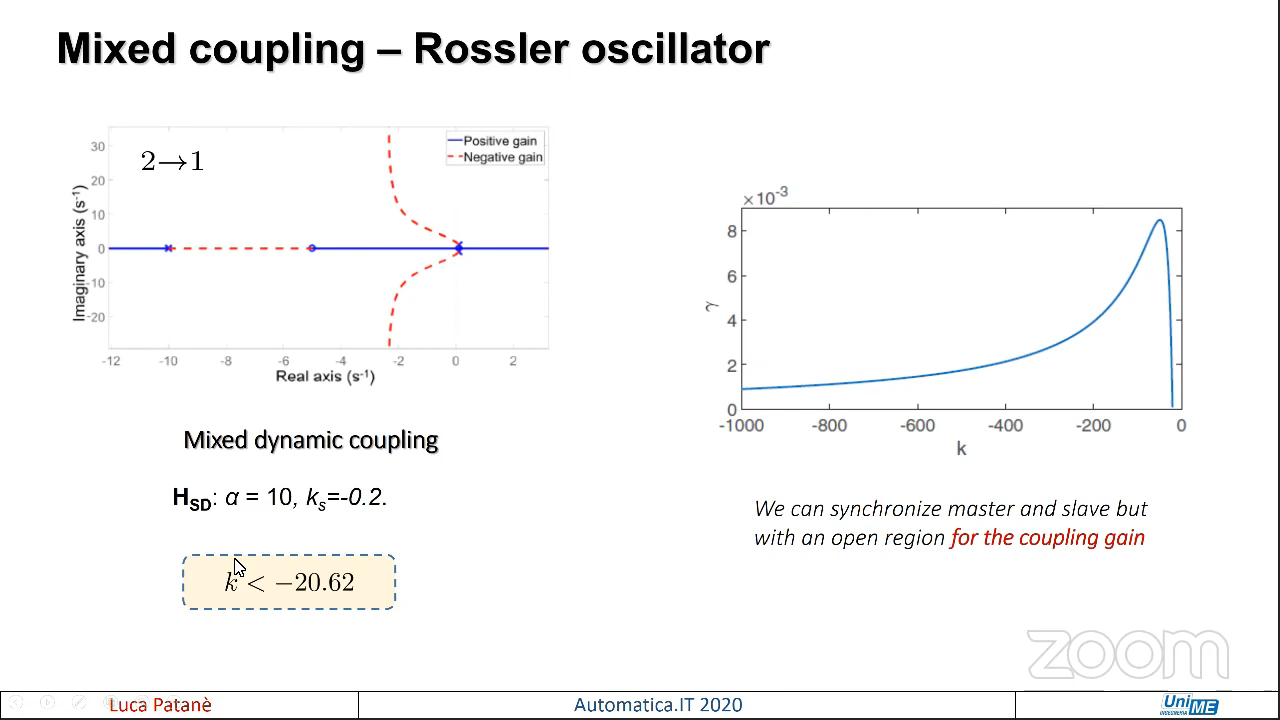 Mixed coupling – Rossler oscillator
2→1
Positive gain
Negative gain
30
20
10
0
-10
-20
Imaginary axis (s⁻¹)
-12 -10 -8 -6 -4 -2 0 2
Real axis (s⁻¹)
×10⁻³
8
6
4
2
0
γ
-1000 -800 -600 -400 -200 0
k
Mixed dynamic coupling
H_SD: α = 10, k_s=-0.2.
k < −20.62
We can synchronize master and slave but
with an open region for the coupling gain
zoom
Luca Patanè
Automatica.IT 2020
UniME
INGEGNERIA